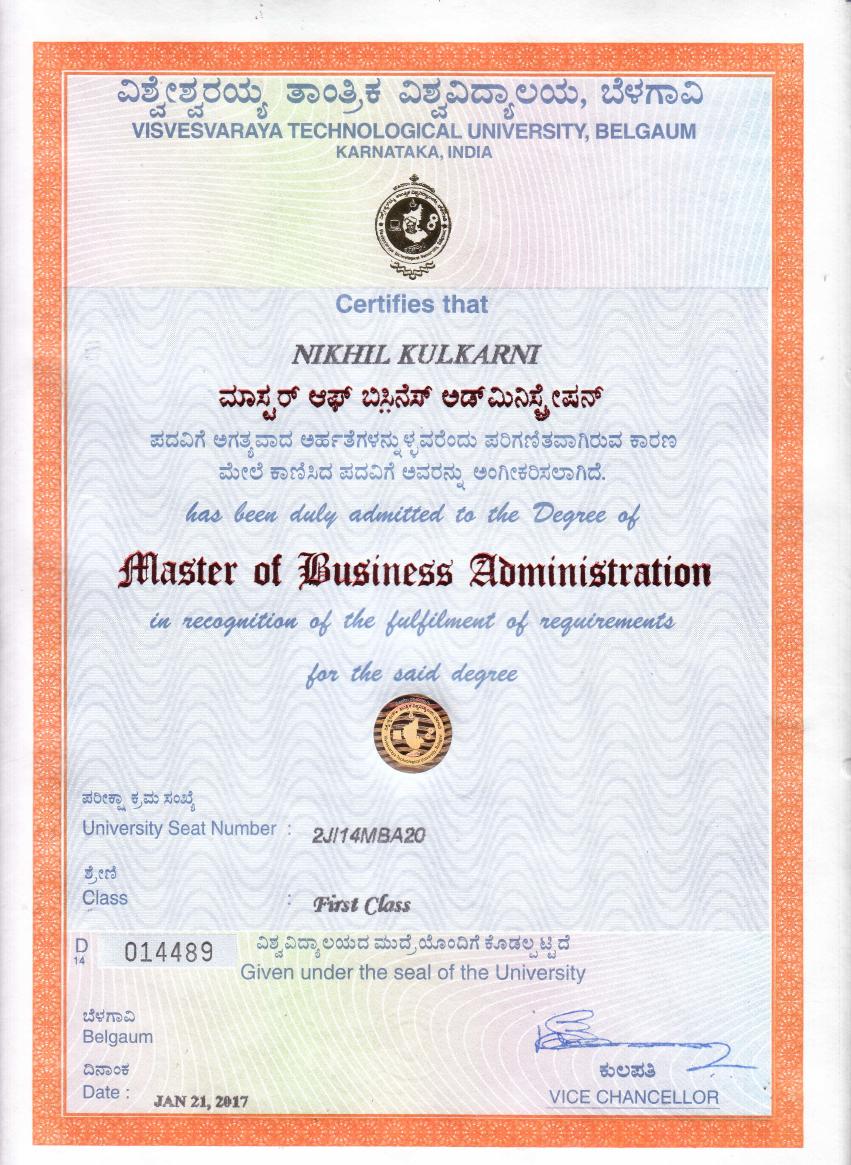 ವಿಶ್ವೇಶ್ವರಯ್ಯ ತಾಂತ್ರಿಕ ವಿಶ್ವವಿದ್ಯಾಲಯ, ಬೆಳಗಾವಿ
VISVESVARAYA TECHNOLOGICAL UNIVERSITY, BELGAUM
KARNATAKA, INDIA
Certifies that
NIKHIL KULKARNI
ಮಾಸ್ಟರ್ ಆಫ್ ಬಿಸ್ಸಿನೆಸ್ ಅಡ್‌ಮಿನಿಸ್ಟ್ರೇಷನ್
ಪದವಿಗೆ ಅಗತ್ಯವಾದ ಅರ್ಹತೆಗಳನ್ನುಳ್ಳವರೆಂದು ಪರಿಗಣಿತವಾಗಿರುವ ಕಾರಣ
ಮೇಲೆ ಕಾಣಿಸಿದ ಪದವಿಗೆ ಅವರನ್ನು ಅಂಗೀಕರಿಸಲಾಗಿದೆ.
has been duly admitted to the Degree of
Master of Business Administration
in recognition of the fulfilment of requirements
for the said degree
ಪರೀಕ್ಷಾ ಕ್ರಮ ಸಂಖ್ಯೆ
University Seat Number : 2JI14MBA20
ಶ್ರೇಣಿ
Class : First Class
D 14 014489 ವಿಶ್ವವಿದ್ಯಾಲಯದ ಮುದ್ರೆಯೊಂದಿಗೆ ಕೊಡಲ್ಪಟ್ಟಿದೆ
Given under the seal of the University
ಬೆಳಗಾವಿ
Belgaum
ದಿನಾಂಕ ಕುಲಪತಿ
Date : JAN 21, 2017 VICE CHANCELLOR